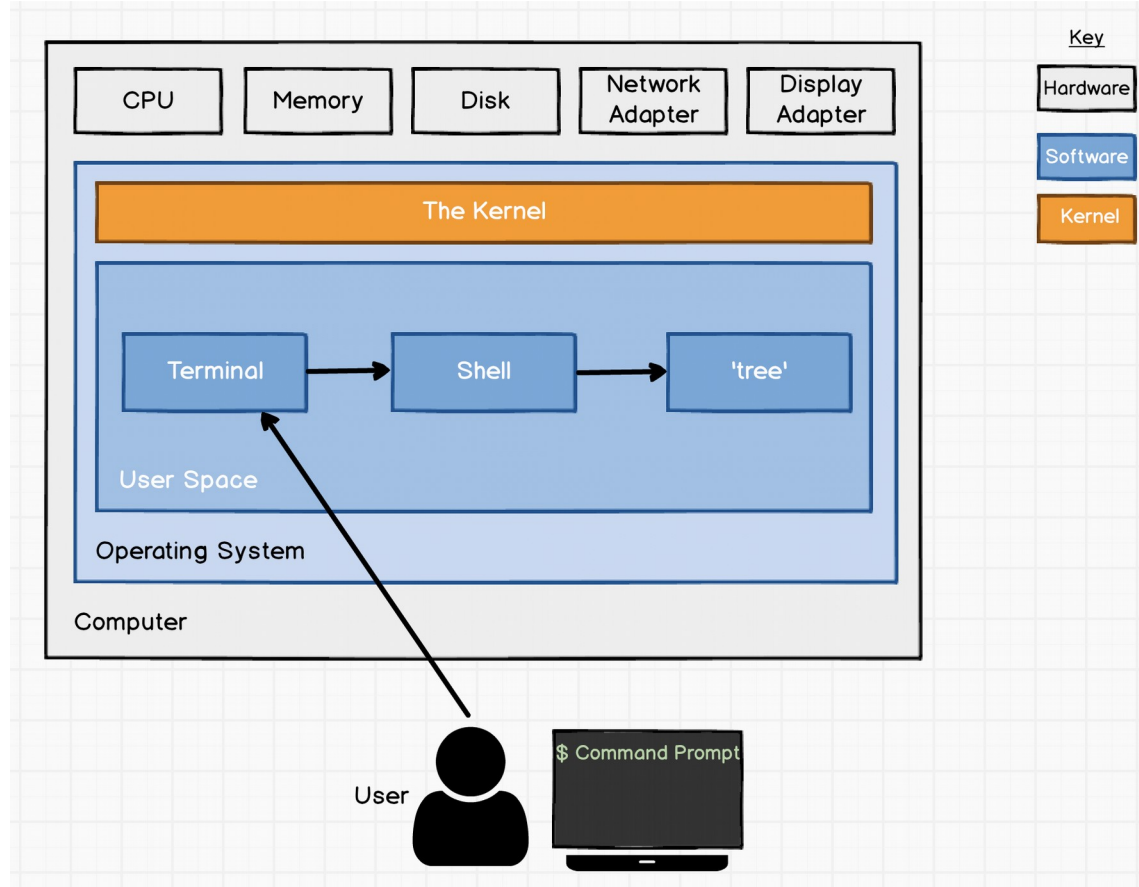 Key
CPU
Memory
Disk
Network
Adapter
Display
Adapter
Hardware
Software
Kernel
The Kernel
Terminal
Shell
'tree'
User Space
Operating System
Computer
User
$ Command Prompt